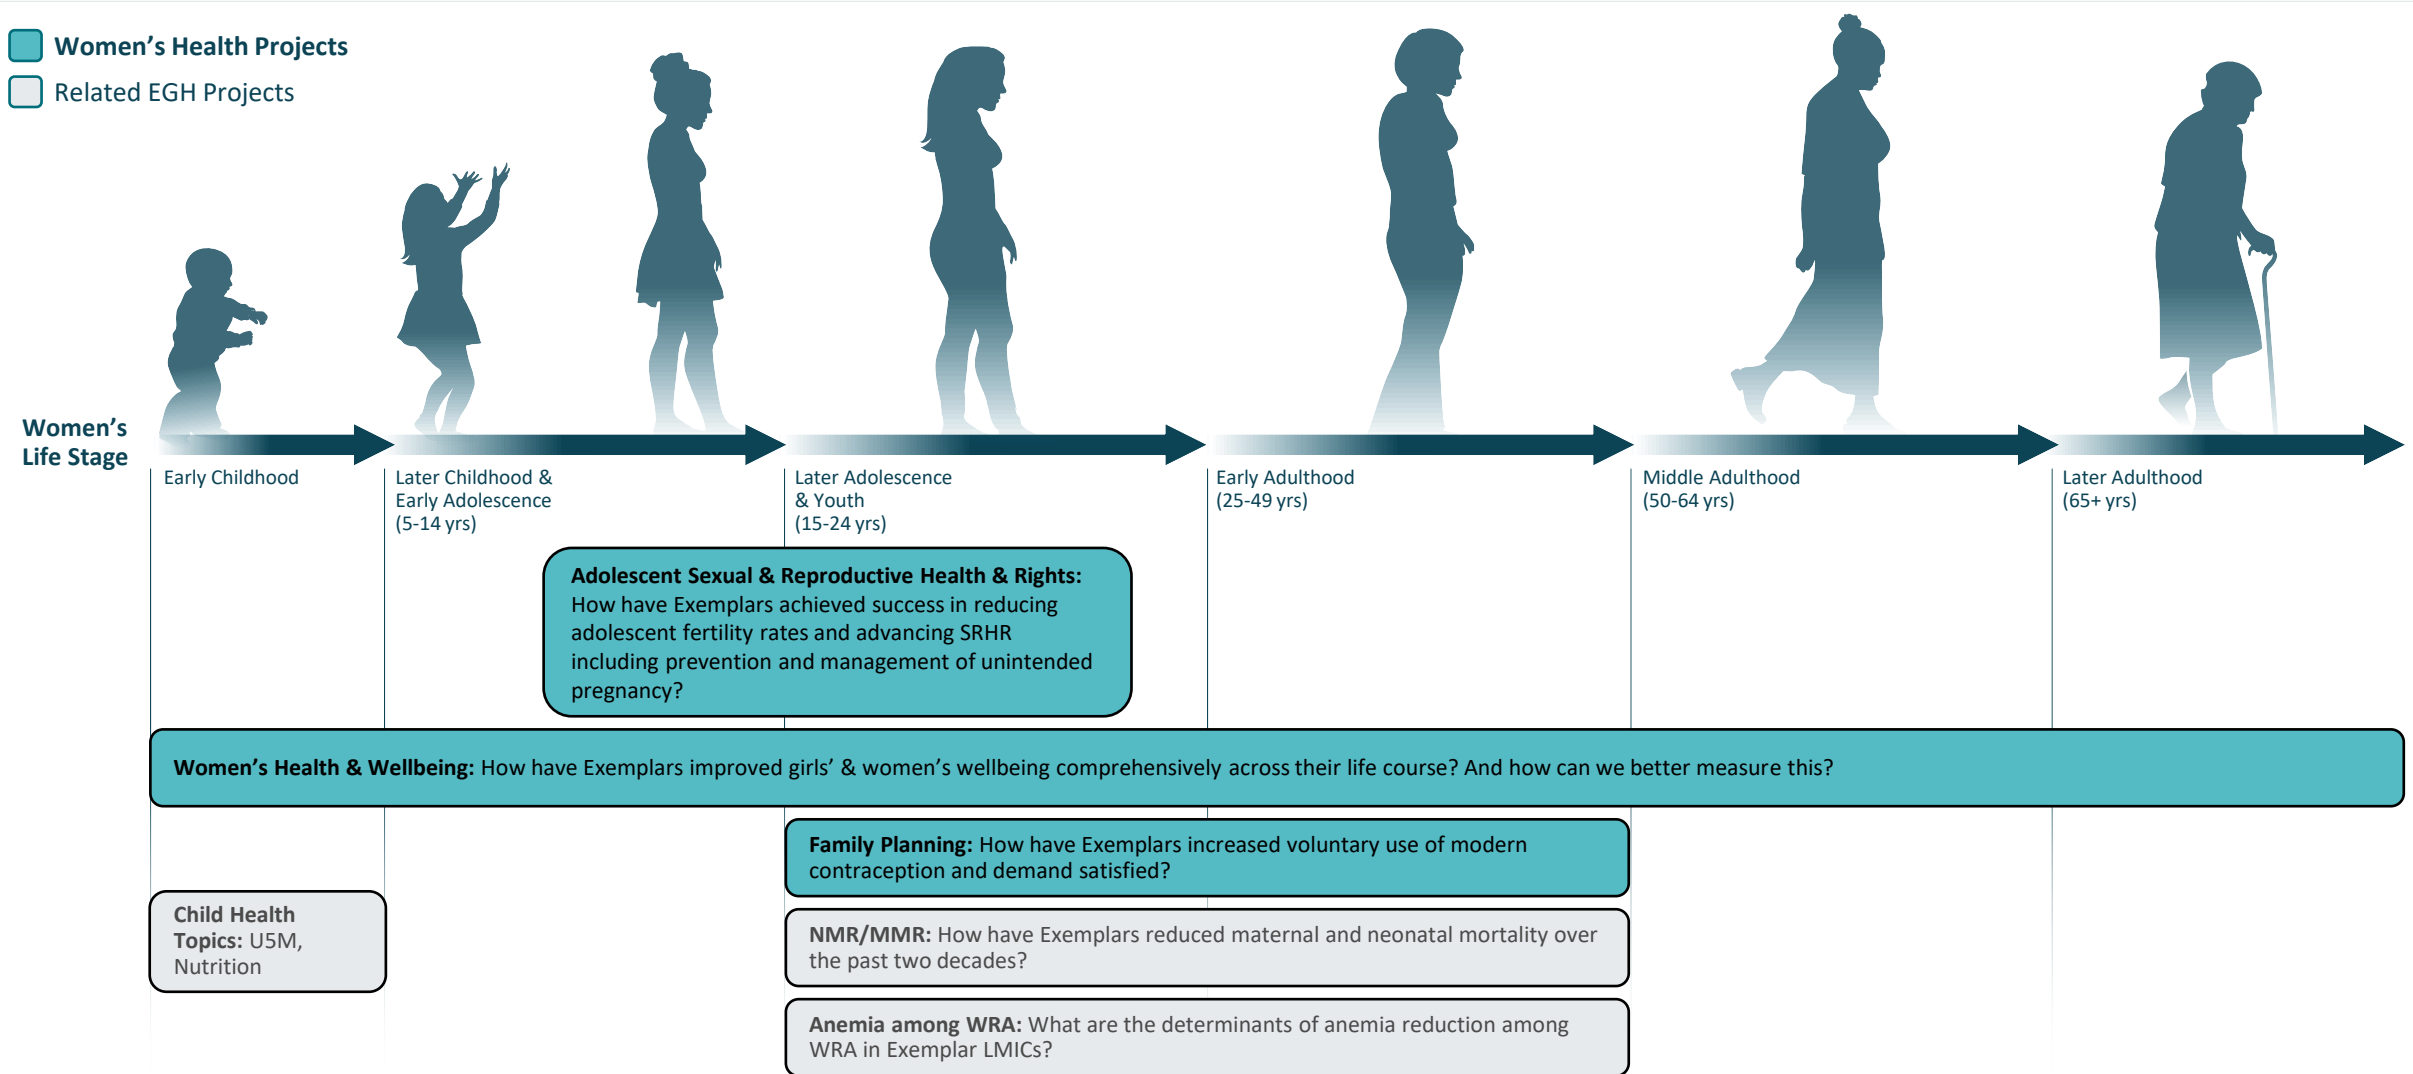 Women’s Health Projects
Related EGH Projects
Women’s
Life Stage
Early Childhood
Later Childhood &
Early Adolescence
(5-14 yrs)
Later Adolescence
& Youth
(15-24 yrs)
Early Adulthood
(25-49 yrs)
Middle Adulthood
(50-64 yrs)
Later Adulthood
(65+ yrs)
Adolescent Sexual & Reproductive Health & Rights:
How have Exemplars achieved success in reducing
adolescent fertility rates and advancing SRHR
including prevention and management of unintended
pregnancy?
Women’s Health & Wellbeing: How have Exemplars improved girls’ & women’s wellbeing comprehensively across their life course? And how can we better measure this?
Family Planning: How have Exemplars increased voluntary use of modern
contraception and demand satisfied?
Child Health
Topics: U5M,
Nutrition
NMR/MMR: How have Exemplars reduced maternal and neonatal mortality over
the past two decades?
Anemia among WRA: What are the determinants of anemia reduction among
WRA in Exemplar LMICs?